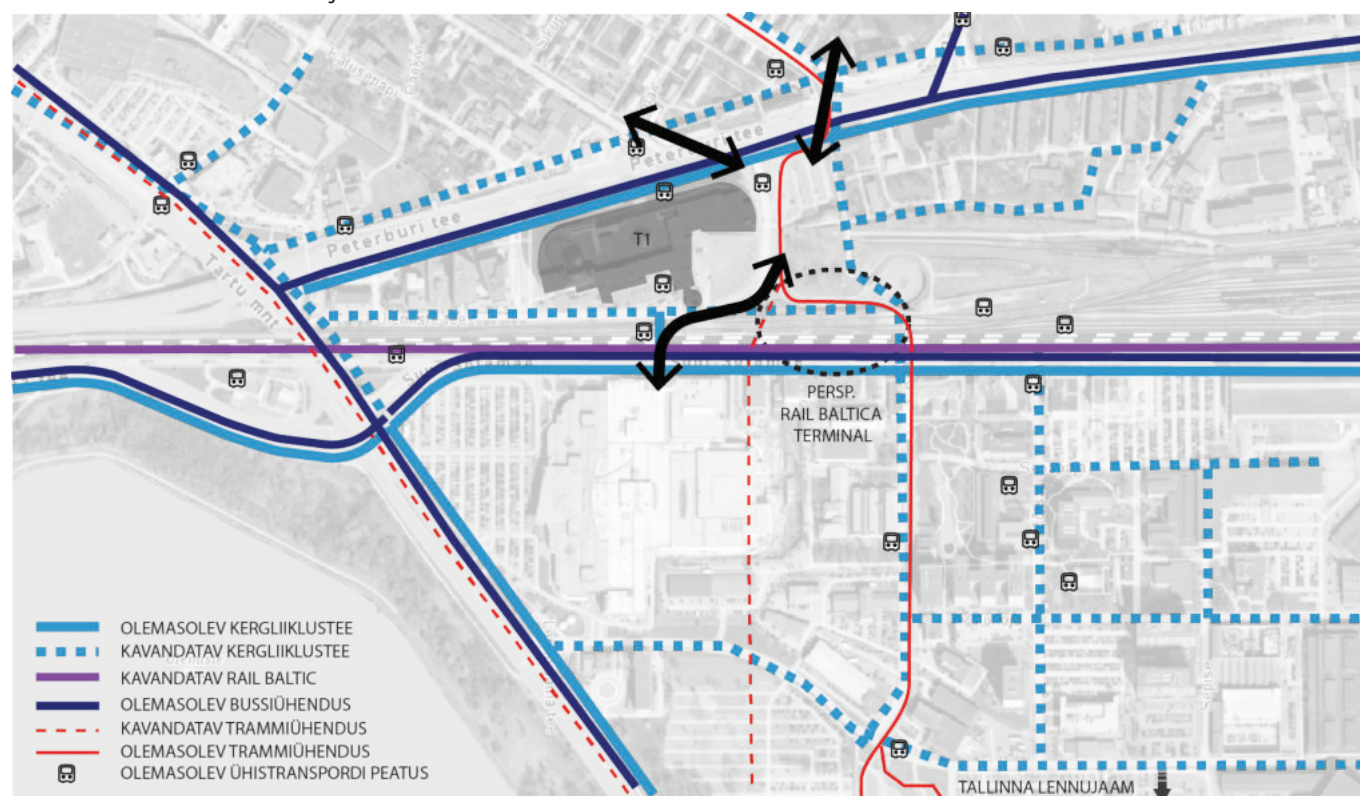 Peterburi tee
Peterburi tee
T1
Tartu mnt
PERSP.
RAIL BALTICA
TERMINAL
OLEMASOLEV KERGLIIKLUSTEE
KAVANDATAV KERGLIIKLUSTEE
KAVANDATAV RAIL BALTIC
OLEMASOLEV BUSSIÜHENDUS
KAVANDATAV TRAMMIÜHENDUS
OLEMASOLEV TRAMMIÜHENDUS
OLEMASOLEV ÜHISTRANSPORDI PEATUS
Sepise
TALLINNA LENNUJAAM